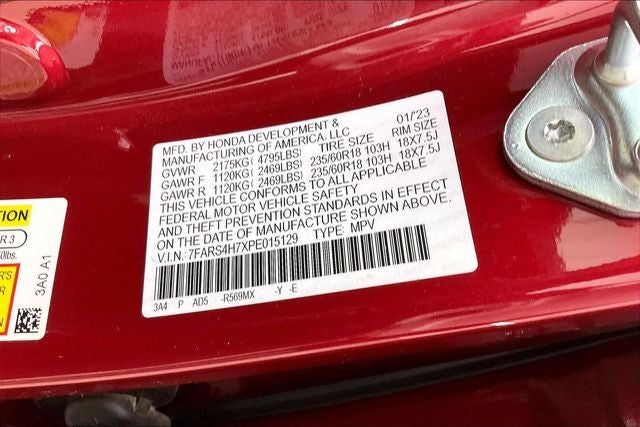 MFD. BY HONDA DEVELOPMENT & 01/'23
MANUFACTURING OF AMERICA, LLC
TIRE SIZE RIM SIZE
GVWR 2175KG( 4795LBS)
GAWR F 1120KG( 2469LBS) 235/60R18 103H 18X7.5J
GAWR R 1120KG( 2469LBS) 235/60R18 103H 18X7.5J
THIS VEHICLE CONFORMS TO ALL APPLICABLE
FEDERAL MOTOR VEHICLE SAFETY
AND THEFT PREVENTION STANDARDS IN EFFECT
ON THE DATE OF MANUFACTURE SHOWN ABOVE.
V.I.N.: 7FARS4H7XPE015129 TYPE: MPV
3A4 P AD5 -R569MX -Y -E
TION
R 3
0lbs.
R'S
R
N
3A0 A1